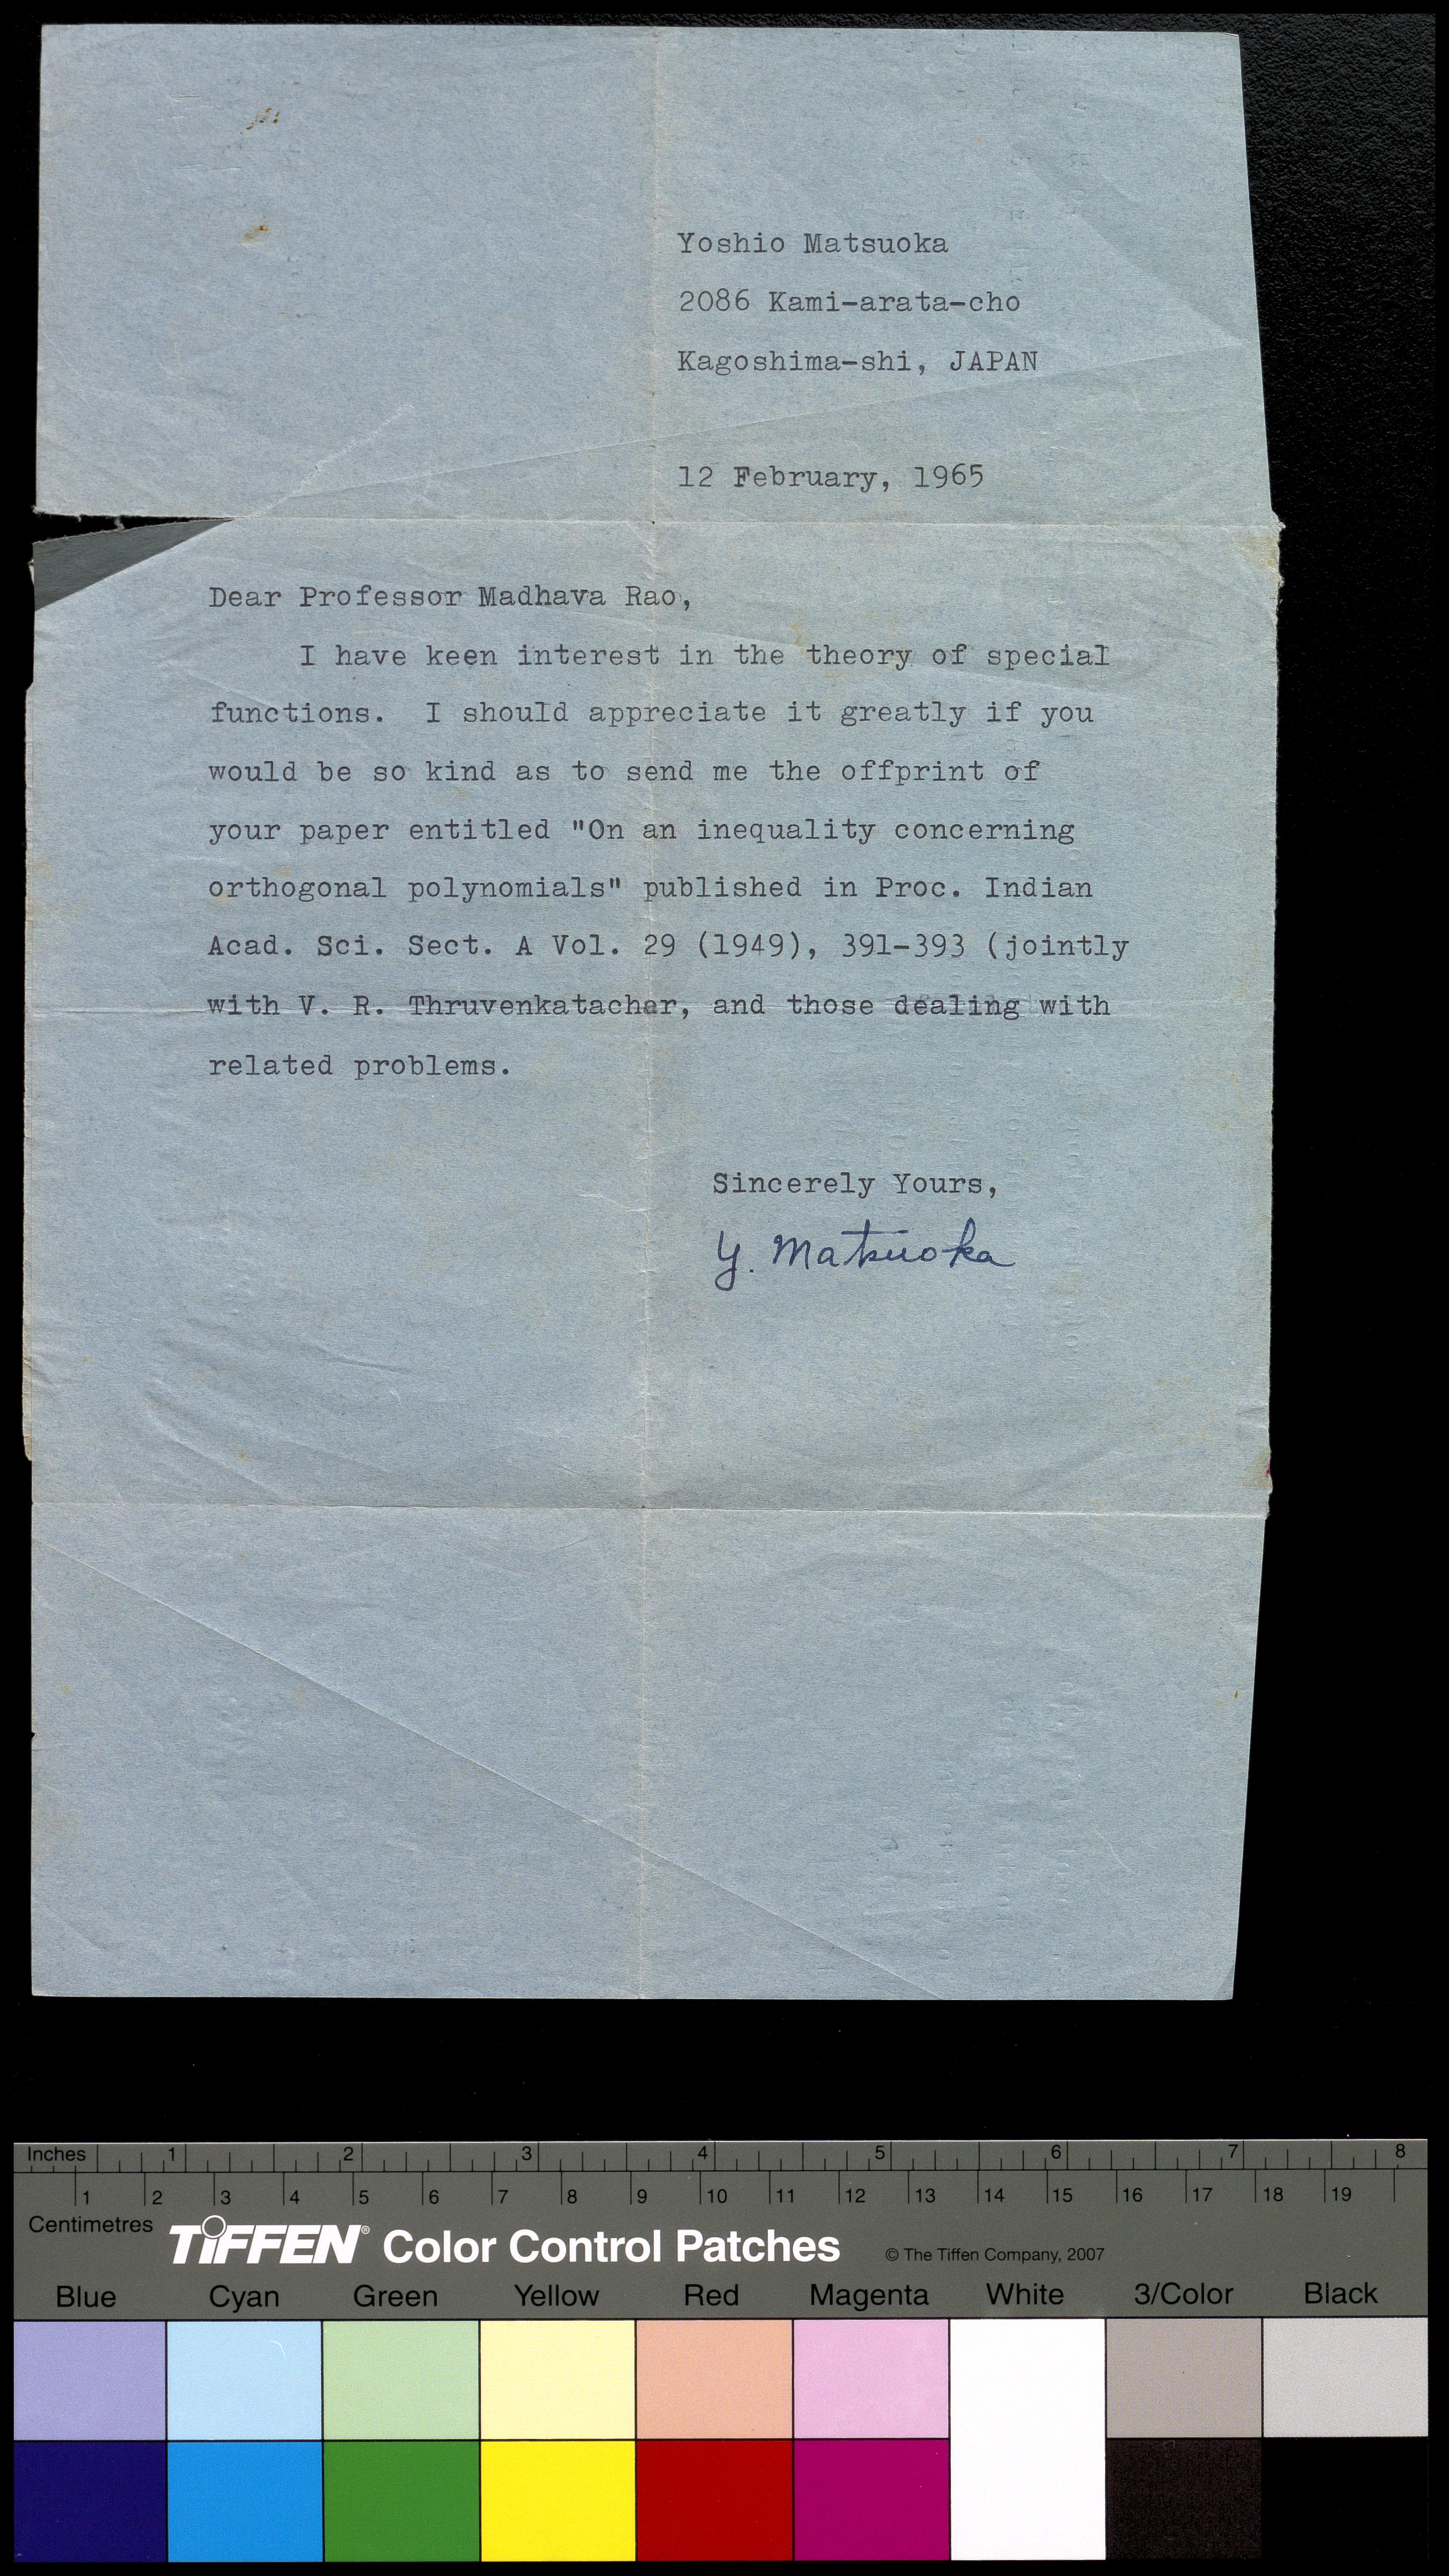 Yoshio Matsuoka
2086 Kami-arata-cho
Kagoshima-shi, JAPAN
12 February, 1965
Dear Professor Madhava Rao,
I have keen interest in the theory of special
functions. I should appreciate it greatly if you
would be so kind as to send me the offprint of
your paper entitled "On an inequality concerning
orthogonal polynomials" published in Proc. Indian
Acad. Sci. Sect. A Vol. 29 (1949), 391-393 (jointly
with V. R. Thruvenkatachar, and those dealing with
related problems.
Sincerely Yours,
Y. Matsuoka
Inches 1 2 3 4 5 6 7 8
1 2 3 4 5 6 7 8 9 10 11 12 13 14 15 16 17 18 19
Centimetres
TIFFEN® Color Control Patches © The Tiffen Company, 2007
Blue Cyan Green Yellow Red Magenta White 3/Color Black